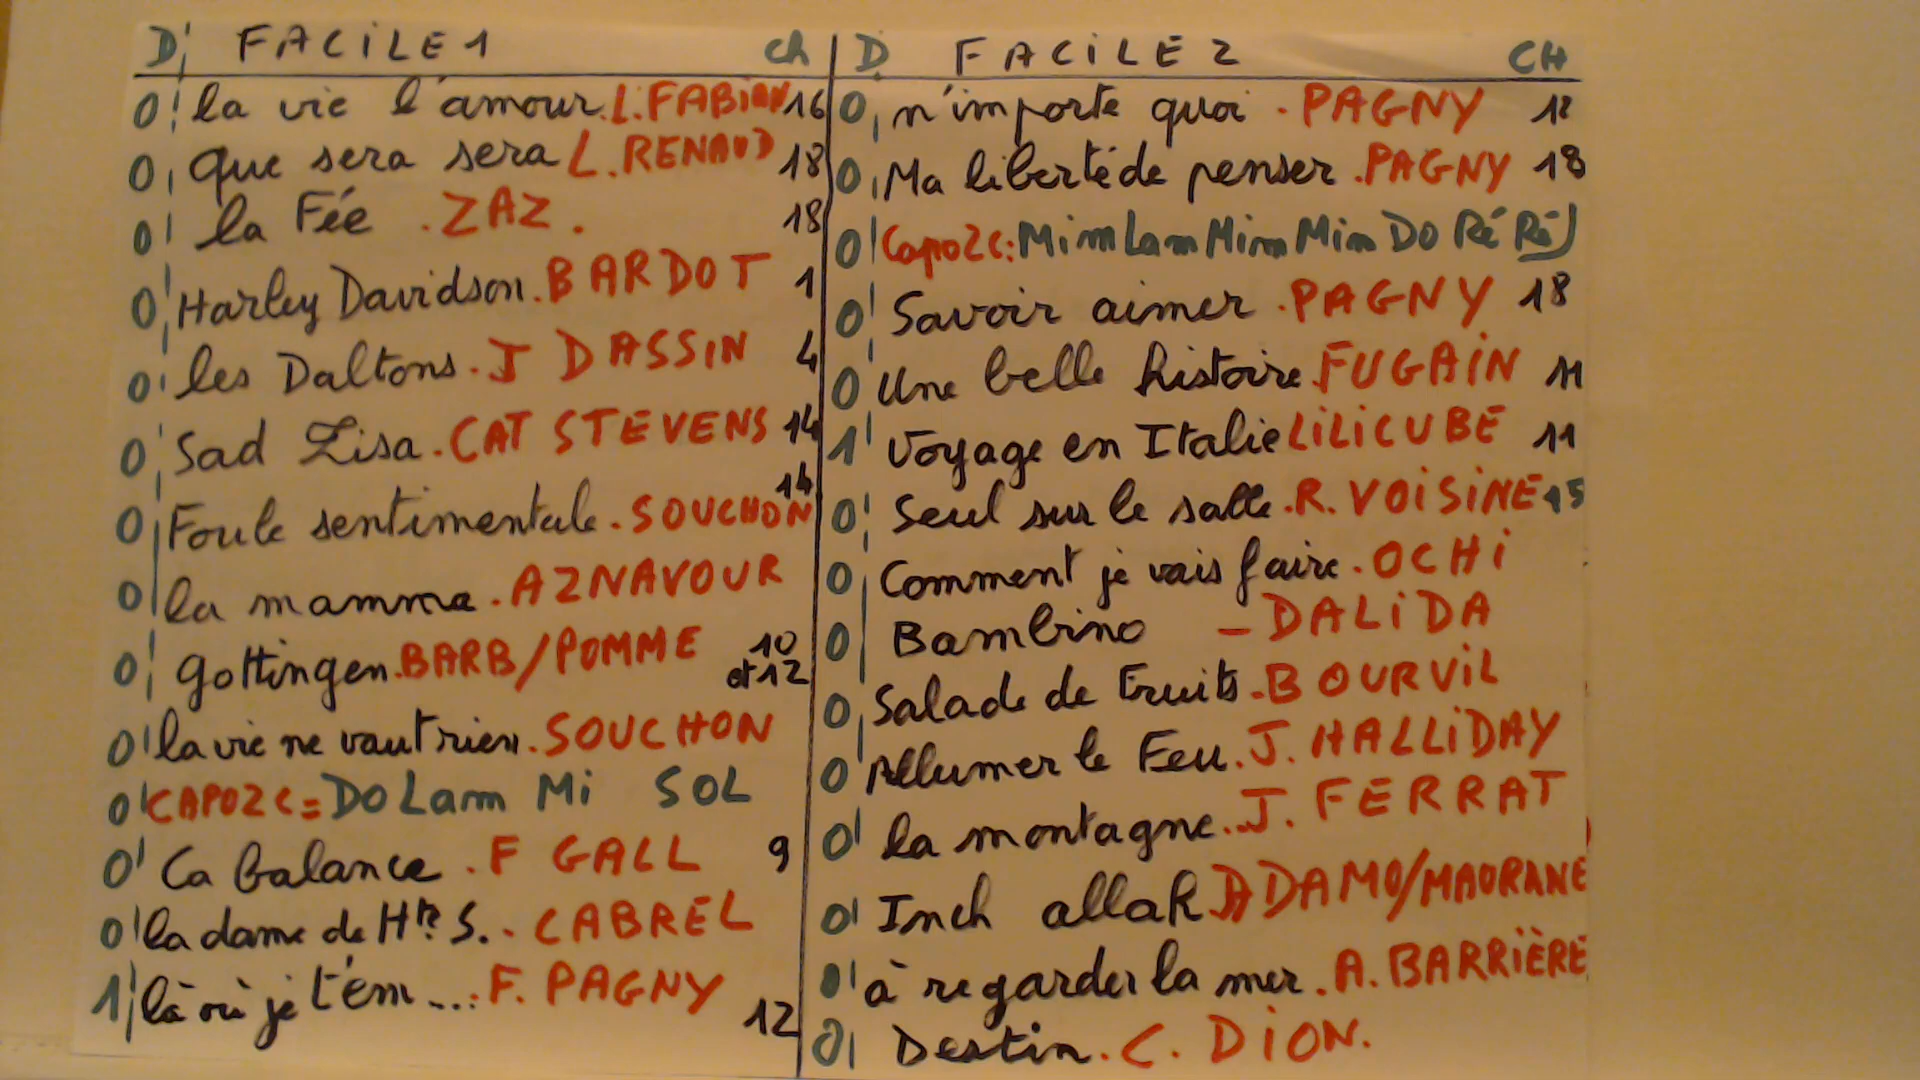 D FACiLE 1 Ch
0 la vie l'amour. L. FABIAN 16
0 que sera sera L. RENAUD 18
0 la Fée . ZAZ . 18
0 Harley Davidson. BARDOT 1
0 les Daltons. J DASSIN 4
0 Sad Lisa. CAT STEVENS 14
0 Foule sentimentale. SOUCHON 14
0 la mamma . AZNAVOUR
0 gottingen. BARB/POMME 10 et 12
0 la vie ne vaut rien. SOUCHON
0 CAPO2C= DO Lam Mi SOL
0 Ca balance . F GALL 9
0 la dame de Hte S. . CABREL
1 là où je t'em ...: F. PAGNY 12
D FACiLE 2 CH
0 n'importe quoi . PAGNY 12
0 Ma liberté de penser . PAGNY 18
0 Capo2C: Mim Lam Mim Mim DO Ré Ré
0 Savoir aimer . PAGNY 18
0 Une belle histoire. FUGAiN 11
1 Voyage en Italie LiLiCUBE 11
0 Seul sur le sable. R. VOiSiNE 15
0 Comment je vais faire. OCHi
0 Bambino - DALiDA
0 Salade de Fruits. BOURViL
0 Allumer le Feu. J. HALLiDAY
0 la montagne.. J. FERRAT
0 Inch allah ADAMO/MAURANE
0 à regarder la mer. A. BARRiÈRE
0 Destin. C. DiON.